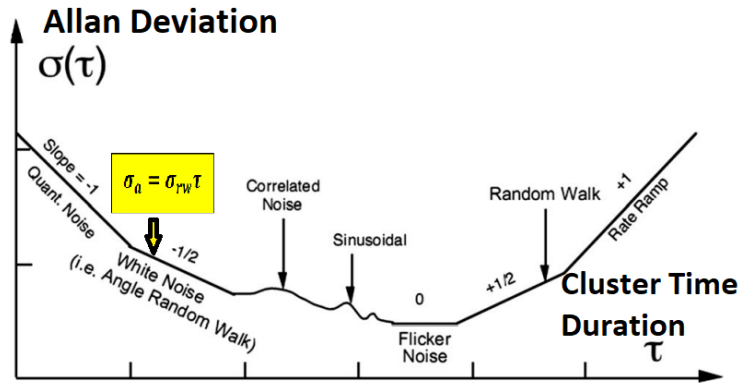 Allan Deviation
σ(τ)
Slope = -1
Quant. Noise
σₐ = σᵣw τ
-1/2
White Noise
(i.e. Angle Random Walk)
Correlated
Noise
Sinusoidal
0
Flicker
Noise
Random Walk
+1/2
+1
Rate Ramp
Cluster Time
Duration
τ